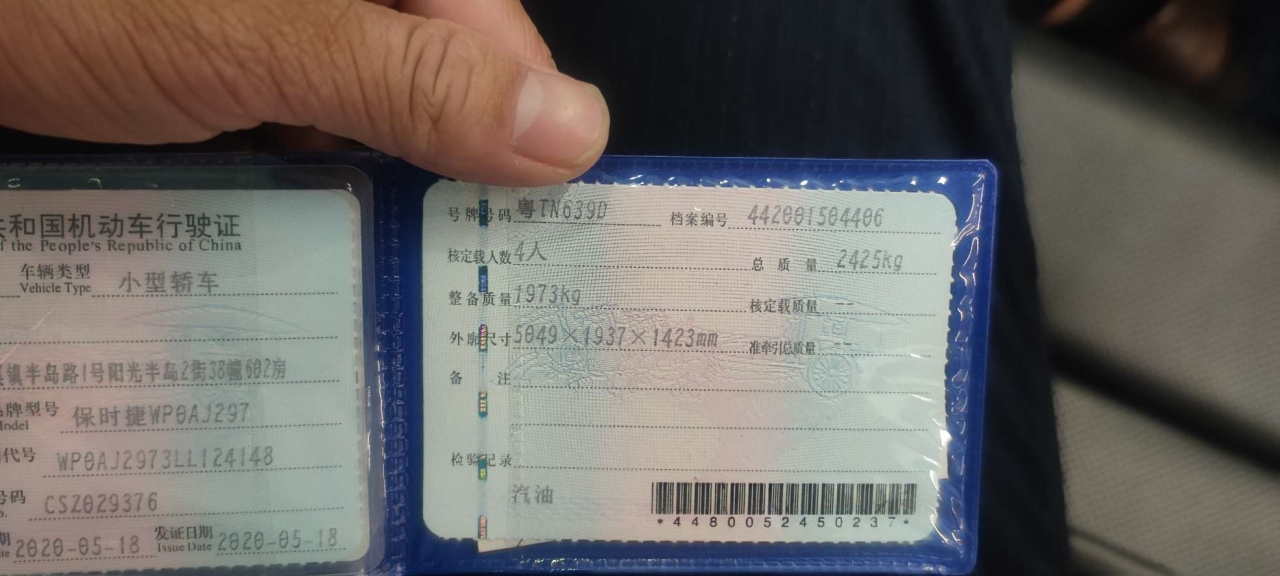 和国机动车行驶证
the People's Republic of China
车辆类型
Vehicle Type
小型轿车
镇半岛路1号阳光半岛2街38幢602房
牌型号
Model
保时捷WP0AJ297
代号
WP0AJ2973LL124148
号码
CSZ029376
期
2020-05-18
发证日期
Issue Date
2020-05-18
号牌号码 粤TN639D 档案编号 442001504406
核定载人数 4人 总质量 2425kg
整备质量 1973kg 核定载质量 --
外廓尺寸 5049×1937×1423mm 准牵引总质量 --
备注
检验记录
汽油
*4480052450237*